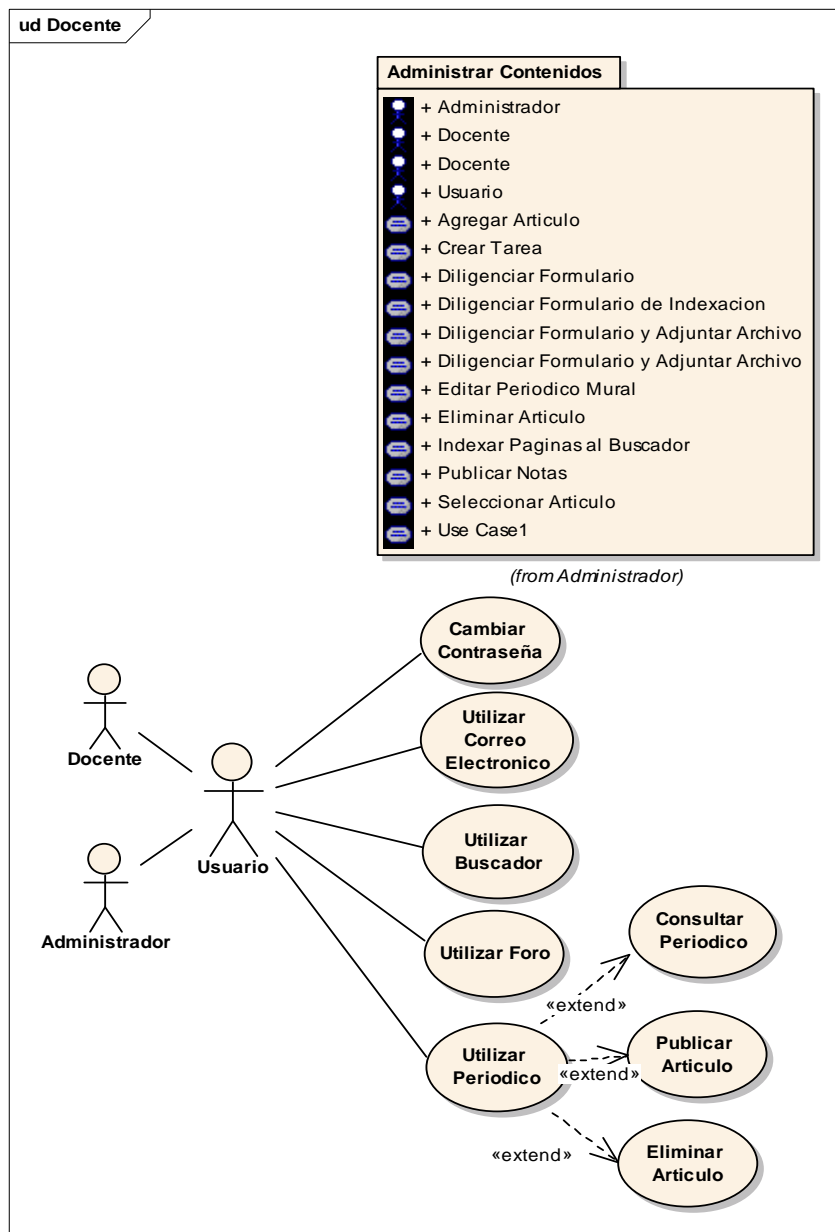 ud Docente
Administrar Contenidos
+ Administrador
+ Docente
+ Docente
+ Usuario
+ Agregar Articulo
+ Crear Tarea
+ Diligenciar Formulario
+ Diligenciar Formulario de Indexacion
+ Diligenciar Formulario y Adjuntar Archivo
+ Diligenciar Formulario y Adjuntar Archivo
+ Editar Periodico Mural
+ Eliminar Articulo
+ Indexar Paginas al Buscador
+ Publicar Notas
+ Seleccionar Articulo
+ Use Case1
(from Administrador)
Cambiar
Contraseña
Utilizar
Correo
Electronico
Docente
Usuario
Utilizar
Buscador
Administrador
Utilizar Foro
Consultar
Periodico
«extend»
Utilizar
Periodico
«extend»
Publicar
Articulo
«extend»
Eliminar
Articulo